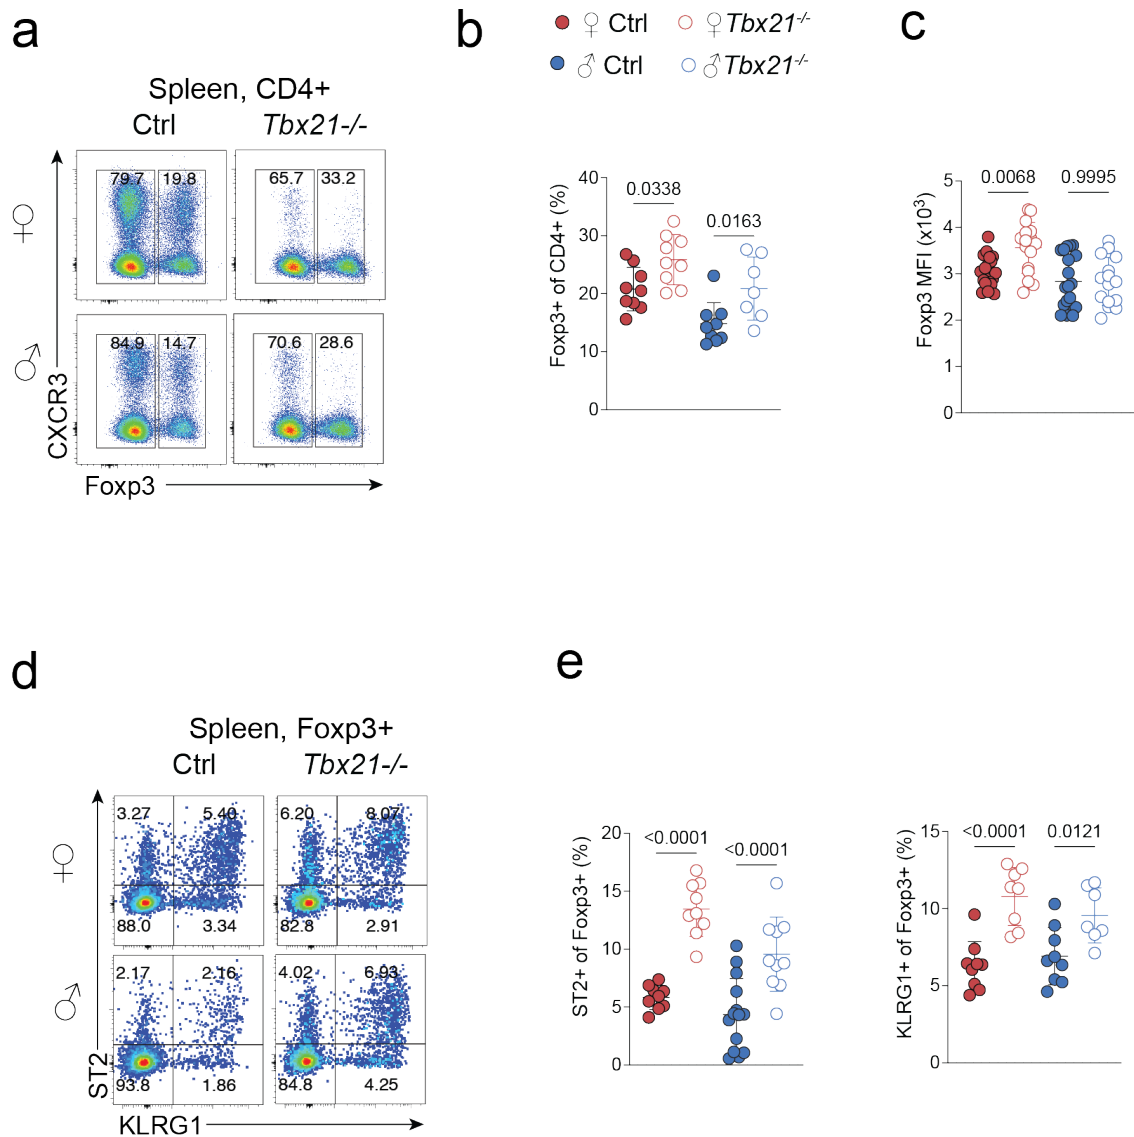 a
Spleen, CD4+
Ctrl
Tbx21-/-
79.7
19.8
65.7
33.2
♀
84.9
14.7
70.6
28.6
♂
CXCR3
Foxp3
b
♀ Ctrl
♀ Tbx21-/-
♂ Ctrl
♂ Tbx21-/-
Foxp3+ of CD4+ (%)
40
30
20
10
0
0.0338
0.0163
c
Foxp3 MFI (x10³)
5
4
3
2
1
0
0.0068
0.9995
d
Spleen, Foxp3+
Ctrl
Tbx21-/-
♀
3.27
5.40
6.20
8.07
88.0
3.34
82.8
2.91
♂
2.17
2.16
4.02
6.93
93.8
1.86
84.8
4.25
ST2
KLRG1
e
ST2+ of Foxp3+ (%)
20
15
10
5
0
<0.0001
<0.0001
KLRG1+ of Foxp3+ (%)
15
10
5
0
<0.0001
0.0121